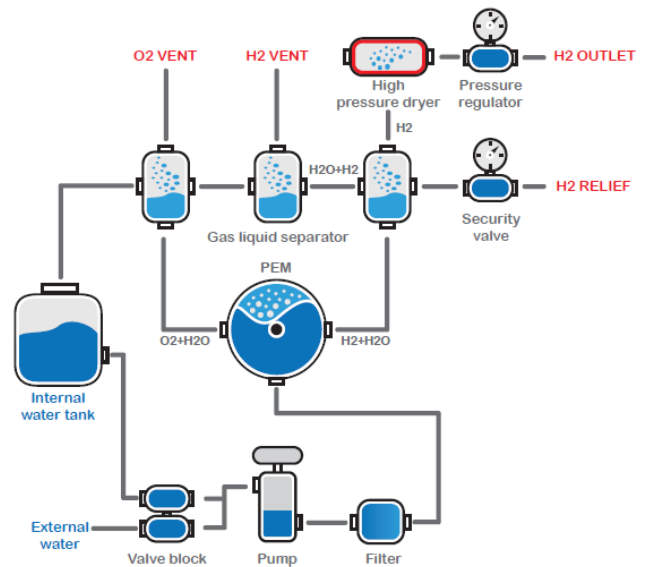 O2 VENT
H2 VENT
H2 OUTLET
High
pressure dryer
Pressure
regulator
H2
H2O+H2
H2 RELIEF
Gas liquid separator
Security
valve
PEM
O2+H2O
H2+H2O
Internal
water tank
External
water
Valve block
Pump
Filter